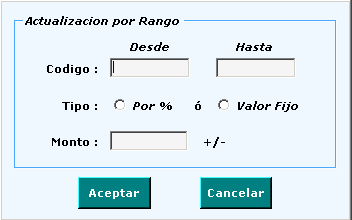 Actualizacion por Rango
Desde Hasta
Codigo :
Tipo : Por % ó Valor Fijo
Monto : +/-
Aceptar Cancelar